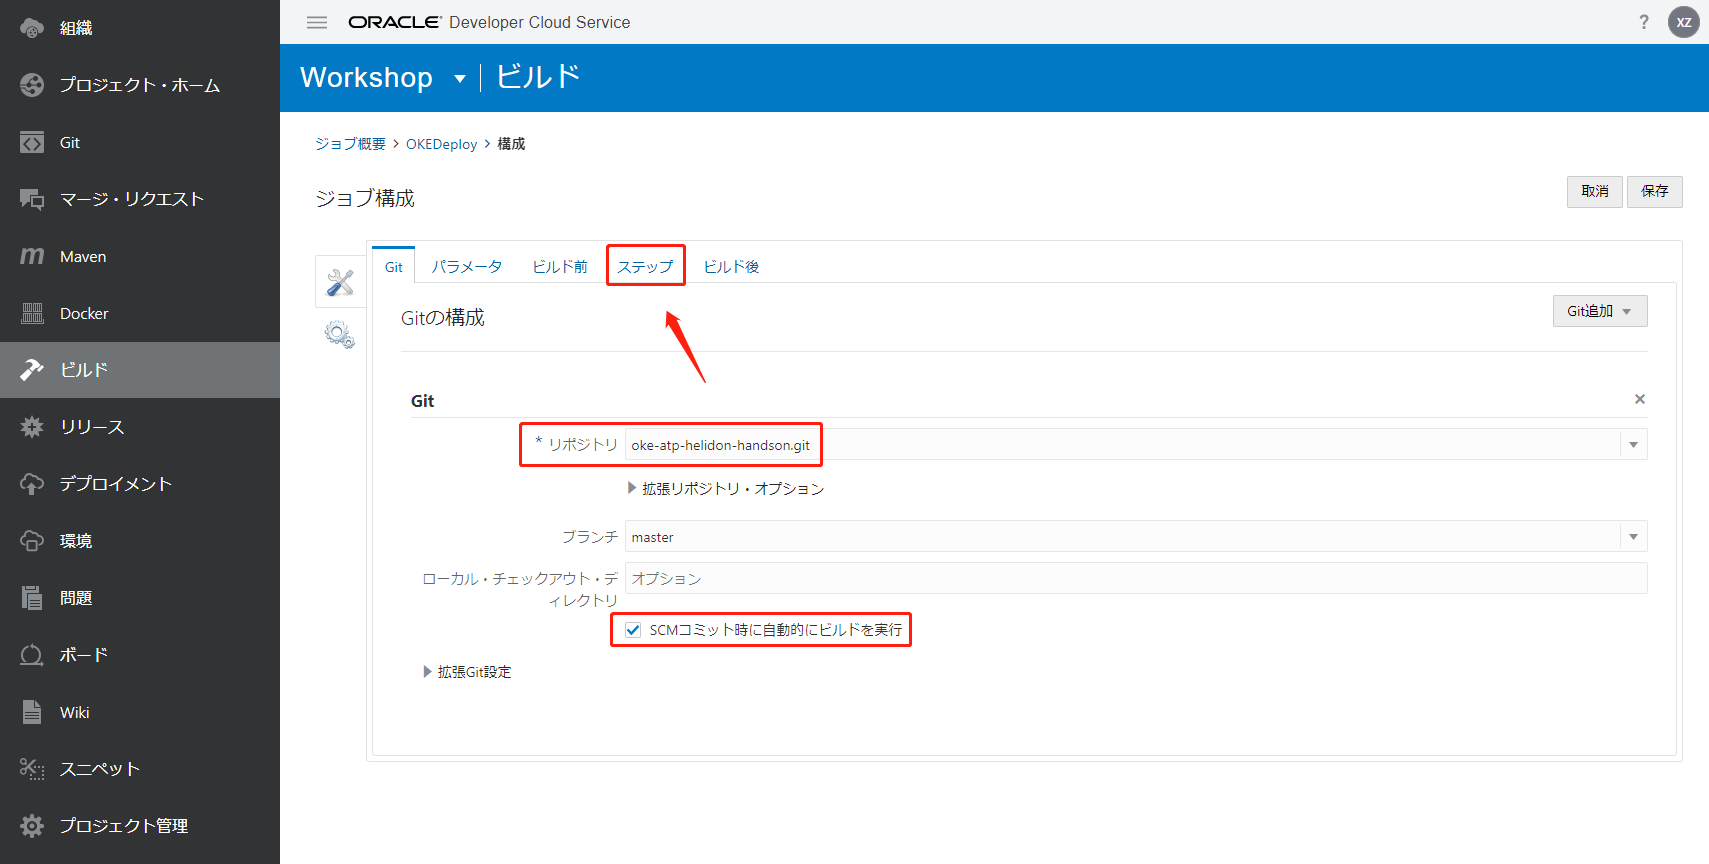 組織
プロジェクト・ホーム
Git
マージ・リクエスト
Maven
Docker
ビルド
リリース
デプロイメント
環境
問題
ボード
Wiki
スニペット
プロジェクト管理
ORACLE® Developer Cloud Service
? XZ
Workshop ビルド
ジョブ概要 > OKEDeploy > 構成
ジョブ構成
取消 保存
Git パラメータ ビルド前 ステップ ビルド後
Gitの構成
Git追加
Git
* リポジトリ oke-atp-helidon-handson.git
拡張リポジトリ・オプション
ブランチ master
ローカル・チェックアウト・デ オプション
ィレクトリ
SCMコミット時に自動的にビルドを実行
拡張Git設定